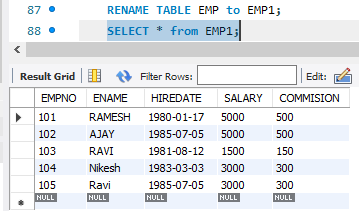 87 RENAME TABLE EMP to EMP1;
88 SELECT * from EMP1;
Result Grid Filter Rows: Edit:
EMPNO ENAME HIREDATE SALARY COMMISION
101 RAMESH 1980-01-17 5000 500
102 AJAY 1985-07-05 5000 500
103 RAVI 1981-08-12 1500 150
104 Nikesh 1983-03-03 3000 300
105 Ravi 1985-07-05 3000 300
NULL NULL NULL NULL NULL